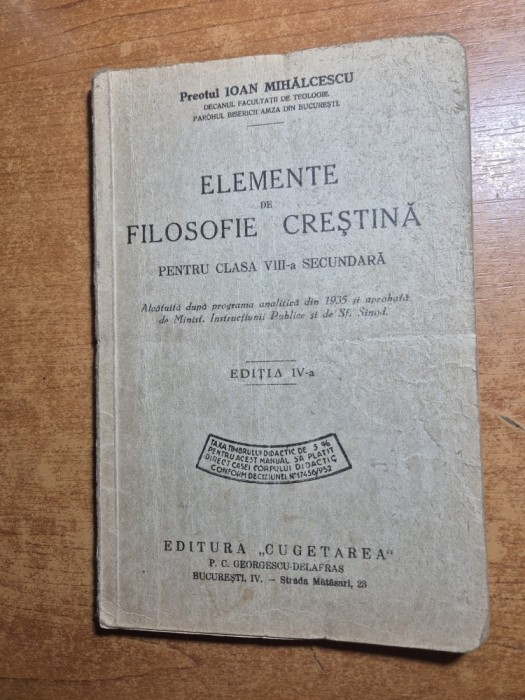 Preotul IOAN MIHĂLCESCU
DECANUL FACULTAȚII DE TEOLOGIE.
PAROHUL BISERICII AMZA DIN BUCUREȘTI.
ELEMENTE
DE
FILOSOFIE CREȘTINĂ
PENTRU CLASA VIII-a SECUNDARĂ
Alcătuită după programa analitică din 1935 și aprobată
de Minist. Instrucțiunii Publice și de Sf. Sinod.
EDIȚIA IV-a
TAXA TIMBRULUI DIDACTIC DE 5 %
PENTRU ACEST MANUAL, SA PLATIT
DIRECT CASEI CORPULUI DIDACTIC
CONFORM DECIZIUNEI Nº 17456/952
EDITURA „CUGETAREA"
P. C. GEORGESCU-DELAFRAS
BUCUREȘTI, IV. — Strada Mătăsari, 23